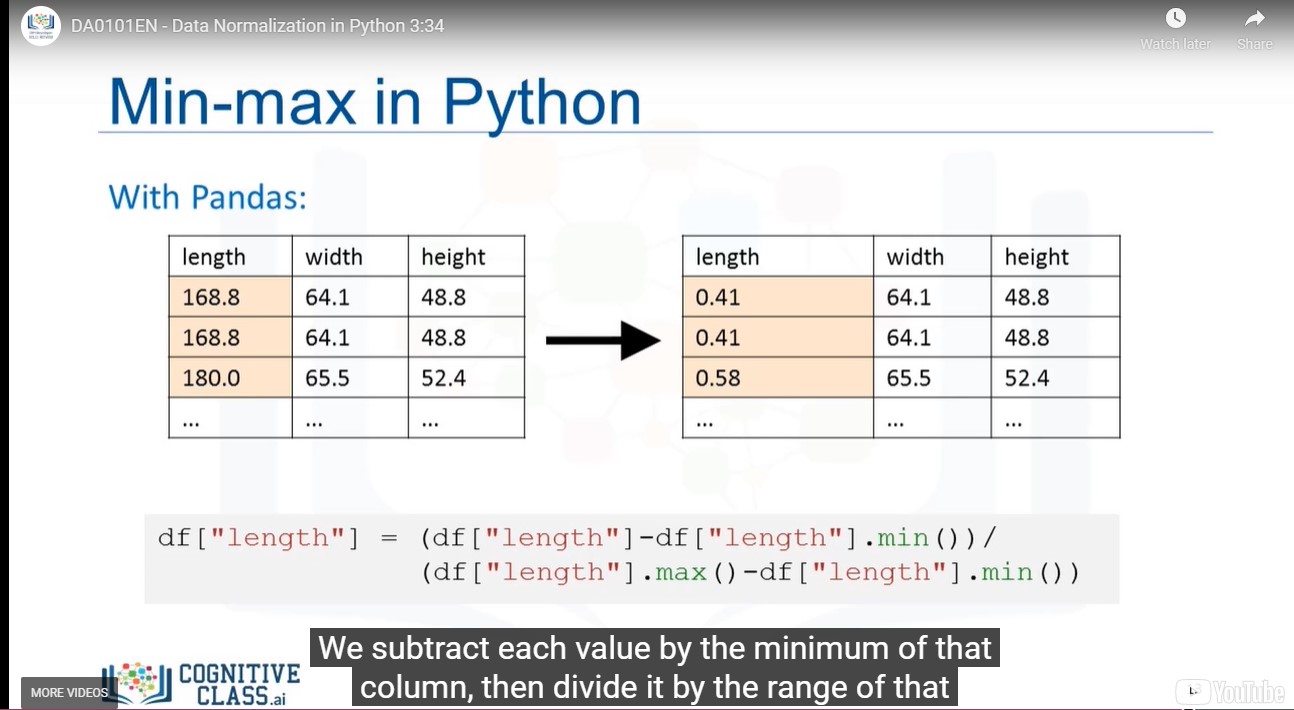 DA0101EN - Data Normalization in Python 3:34
Watch later
Share
Min-max in Python
With Pandas:
length width height
168.8 64.1 48.8
168.8 64.1 48.8
180.0 65.5 52.4
... ... ...
length width height
0.41 64.1 48.8
0.41 64.1 48.8
0.58 65.5 52.4
... ... ...
df["length"] = (df["length"]-df["length"].min())/
(df["length"].max()-df["length"].min())
We subtract each value by the minimum of that
column, then divide it by the range of that
MORE VIDEOS
COGNITIVE
CLASS.ai
YouTube